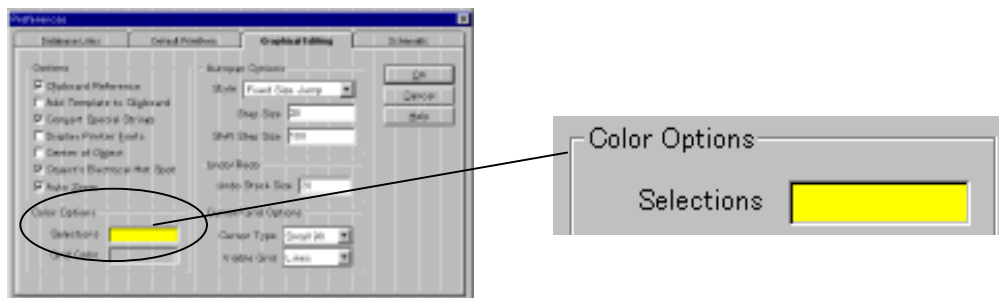 Preferences
Database Links
Default Primitives
Graphical Editing
Schematic
Options
Clipboard Reference
Add Template to Clipboard
Convert Special Strings
Display Printer Fonts
Center of Object
Object's Electrical Hot Spot
Auto Zoom
Color Options
Selections
Grid Color
Autopan Options
Style Fixed Size Jump
Step Size 30
Shift Step Size 100
Undo/Redo
Undo Stack Size
Cursor/Grid Options
Cursor Type Small 90
Visible Grid Lines
OK
Cancel
Help
Color Options
Selections